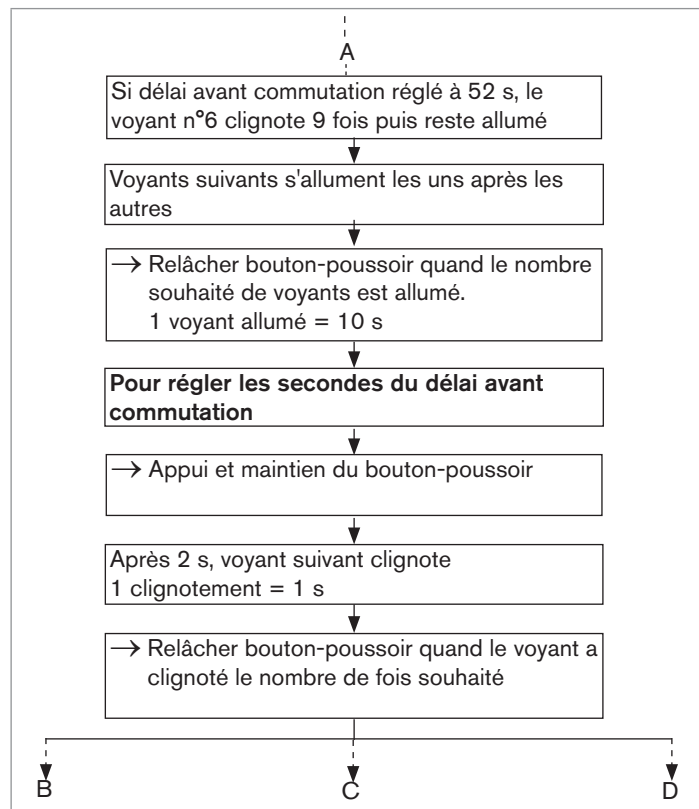 A
Si délai avant commutation réglé à 52 s, le
voyant n°6 clignote 9 fois puis reste allumé
Voyants suivants s'allument les uns après les
autres
→ Relâcher bouton-poussoir quand le nombre
souhaité de voyants est allumé.
1 voyant allumé = 10 s
Pour régler les secondes du délai avant
commutation
→ Appui et maintien du bouton-poussoir
Après 2 s, voyant suivant clignote
1 clignotement = 1 s
→ Relâcher bouton-poussoir quand le voyant a
clignoté le nombre de fois souhaité
B C D